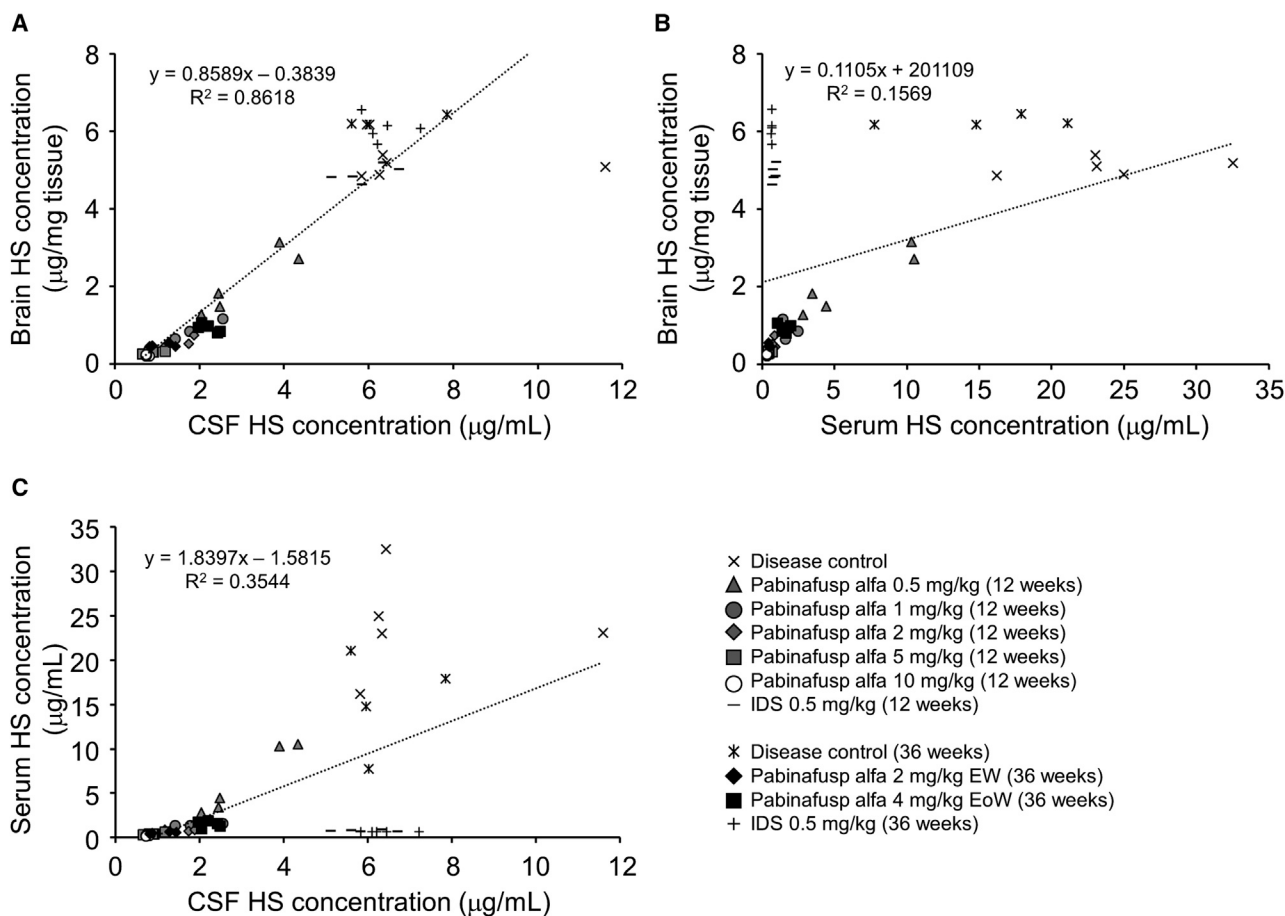 A
y = 0.8589x – 0.3839
R² = 0.8618
Brain HS concentration
(μg/mg tissue)
8
6
4
2
0
0 2 4 6 8 10 12
CSF HS concentration (μg/mL)
B
y = 0.1105x + 201109
R² = 0.1569
Brain HS concentration
(μg/mg tissue)
8
6
4
2
0
0 5 10 15 20 25 30 35
Serum HS concentration (μg/mL)
C
y = 1.8397x – 1.5815
R² = 0.3544
Serum HS concentration
(μg/mL)
35
30
25
20
15
10
5
0
0 2 4 6 8 10 12
CSF HS concentration (μg/mL)
Disease control
Pabinafusp alfa 0.5 mg/kg (12 weeks)
Pabinafusp alfa 1 mg/kg (12 weeks)
Pabinafusp alfa 2 mg/kg (12 weeks)
Pabinafusp alfa 5 mg/kg (12 weeks)
Pabinafusp alfa 10 mg/kg (12 weeks)
IDS 0.5 mg/kg (12 weeks)
Disease control (36 weeks)
Pabinafusp alfa 2 mg/kg EW (36 weeks)
Pabinafusp alfa 4 mg/kg EoW (36 weeks)
IDS 0.5 mg/kg (36 weeks)